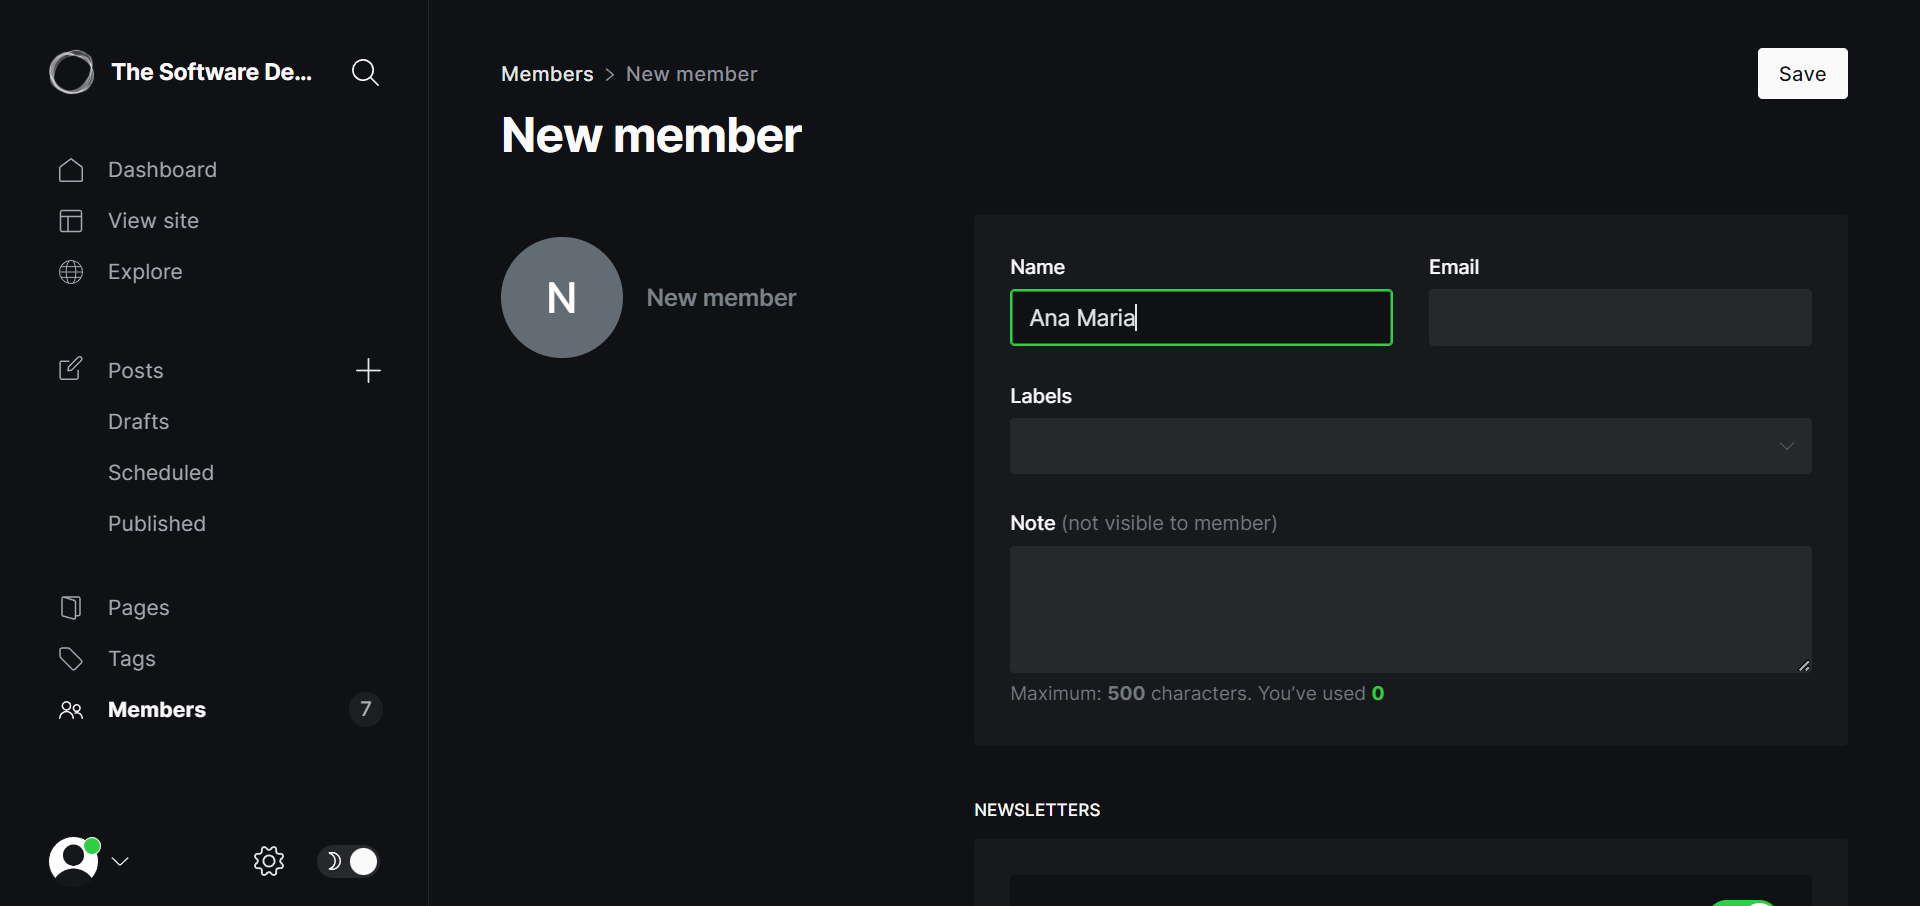 The Software De...
Dashboard
View site
Explore
Posts
Drafts
Scheduled
Published
Pages
Tags
Members
7
Members > New member
Save
New member
N
New member
Name
Email
Ana Maria
Labels
Note (not visible to member)
Maximum: 500 characters. You’ve used 0
NEWSLETTERS